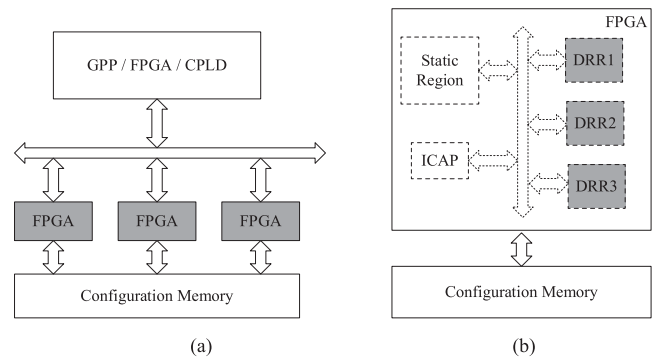 GPP / FPGA / CPLD
FPGA
FPGA
FPGA
Configuration Memory
(a)
FPGA
Static
Region
ICAP
DRR1
DRR2
DRR3
Configuration Memory
(b)